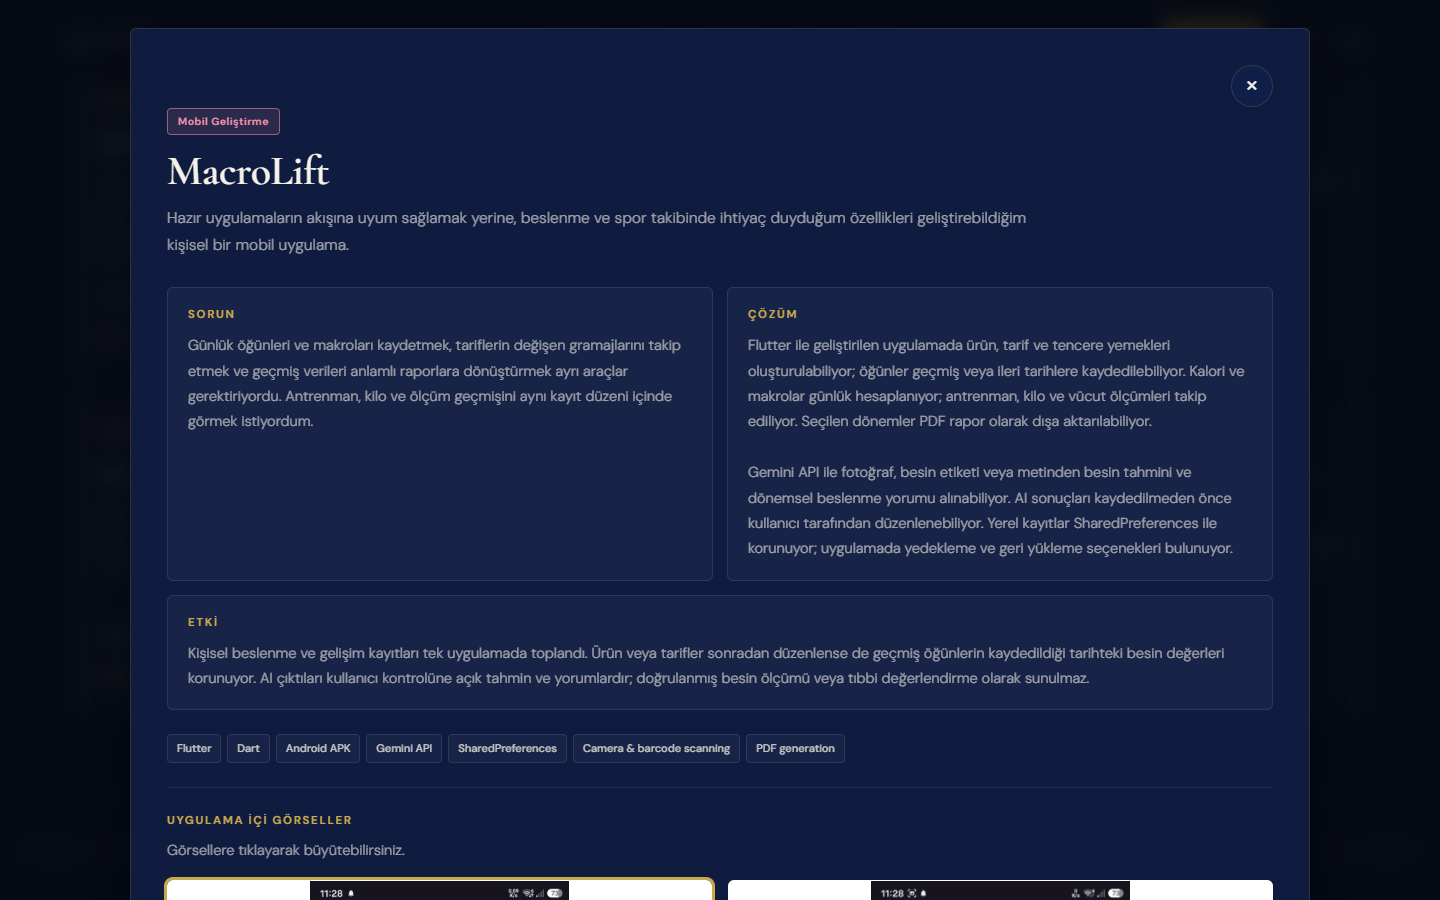 Mobil Geliştirme
MacroLift
Hazır uygulamaların akışına uyum sağlamak yerine, beslenme ve spor takibinde ihtiyaç duyduğum özellikleri geliştirebildiğim
kişisel bir mobil uygulama.
SORUN
Günlük öğünleri ve makroları kaydetmek, tariflerin değişen gramajlarını takip
etmek ve geçmiş verileri anlamlı raporlara dönüştürmek ayrı araçlar
gerektiriyordu. Antrenman, kilo ve ölçüm geçmişini aynı kayıt düzeni içinde
görmek istiyordum.
ÇÖZÜM
Flutter ile geliştirilen uygulamada ürün, tarif ve tencere yemekleri
oluşturulabiliyor; öğünler geçmiş veya ileri tarihlere kaydedilebiliyor. Kalori ve
makrolar günlük hesaplanıyor; antrenman, kilo ve vücut ölçümleri takip
ediliyor. Seçilen dönemler PDF rapor olarak dışa aktarılabiliyor.
Gemini API ile fotoğraf, besin etiketi veya metinden besin tahmini ve
dönemsel beslenme yorumu alınabiliyor. AI sonuçları kaydedilmeden önce
kullanıcı tarafından düzenlenebiliyor. Yerel kayıtlar SharedPreferences ile
korunuyor; uygulamada yedekleme ve geri yükleme seçenekleri bulunuyor.
ETKİ
Kişisel beslenme ve gelişim kayıtları tek uygulamada toplandı. Ürün veya tarifler sonradan düzenlense de geçmiş öğünlerin kaydedildiği tarihteki besin değerleri
korunuyor. AI çıktıları kullanıcı kontrolüne açık tahmin ve yorumlardır; doğrulanmış besin ölçümü veya tıbbi değerlendirme olarak sunulmaz.
Flutter Dart Android APK Gemini API SharedPreferences Camera & barcode scanning PDF generation
UYGULAMA İÇİ GÖRSELLER
Görsellere tıklayarak büyütebilirsiniz.
11:28 11:28